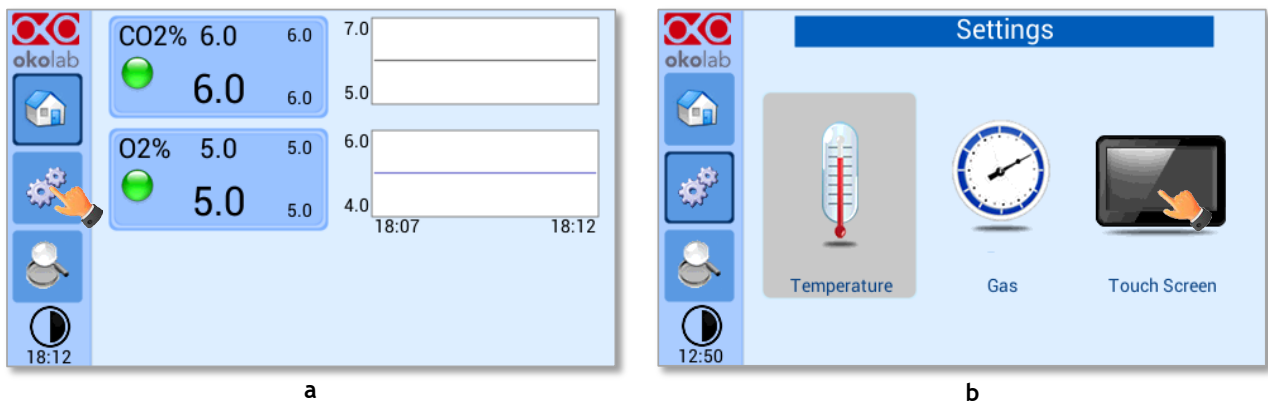 okolab
CO2% 6.0 6.0
6.0 6.0
7.0
5.0
O2% 5.0 5.0
5.0 5.0
6.0
4.0
18:07 18:12
18:12
a
okolab
Settings
Temperature Gas Touch Screen
12:50
b